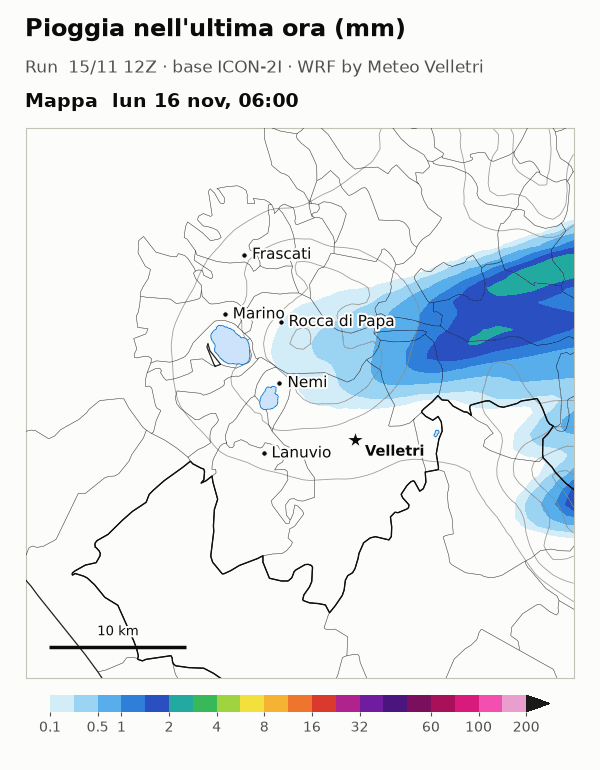 Pioggia nell'ultima ora (mm)
Run  15/11 12Z · base ICON-2I · WRF by Meteo Velletri
Mappa  lun 16 nov, 06:00
Frascati
Marino
Rocca di Papa
Nemi
Velletri
Lanuvio
10 km
0.1 0.5 1 2 4 8 16 32 60 100 200